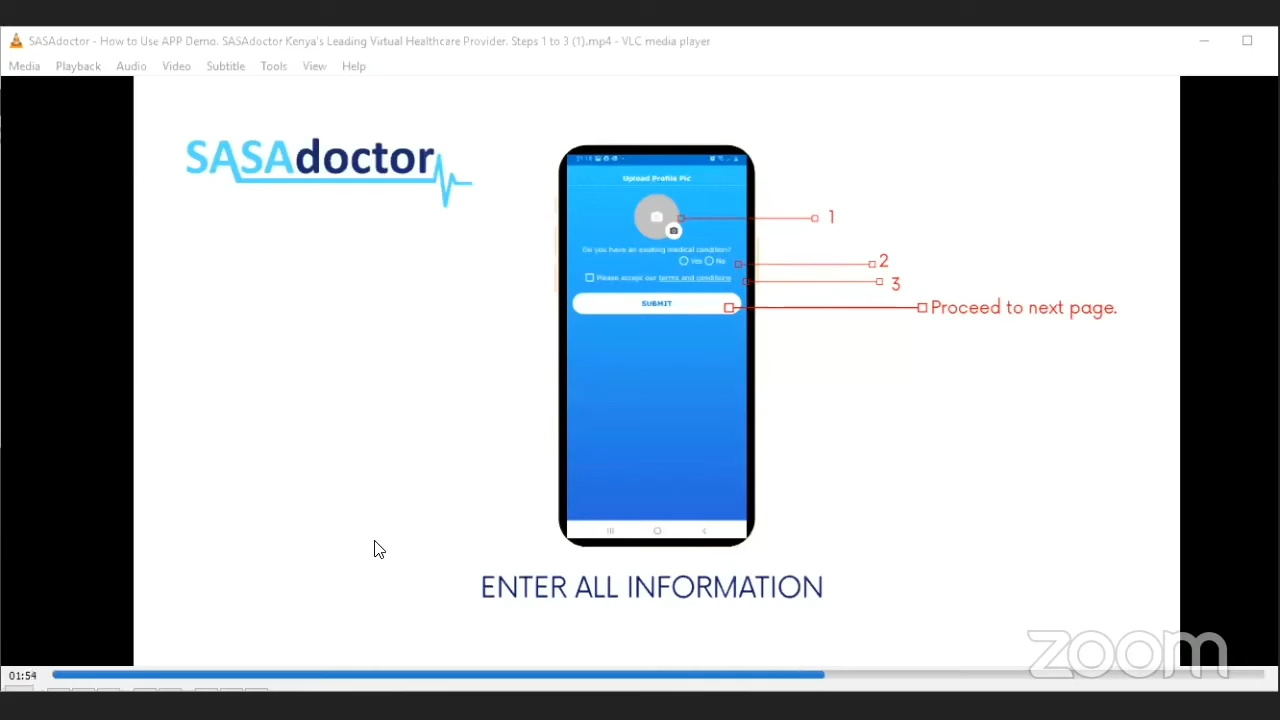 SASAdoctor - How to Use APP Demo. SASAdoctor Kenya's Leading Virtual Healthcare Provider. Steps 1 to 3 (1).mp4 - VLC media player
Media Playback Audio Video Subtitle Tools View Help
SASAdoctor
Upload Profile Pic
1
Do you have an existing medical condition?
Yes No
2
Please accept our terms and conditions
3
SUBMIT
Proceed to next page.
ENTER ALL INFORMATION
zoom
01:54